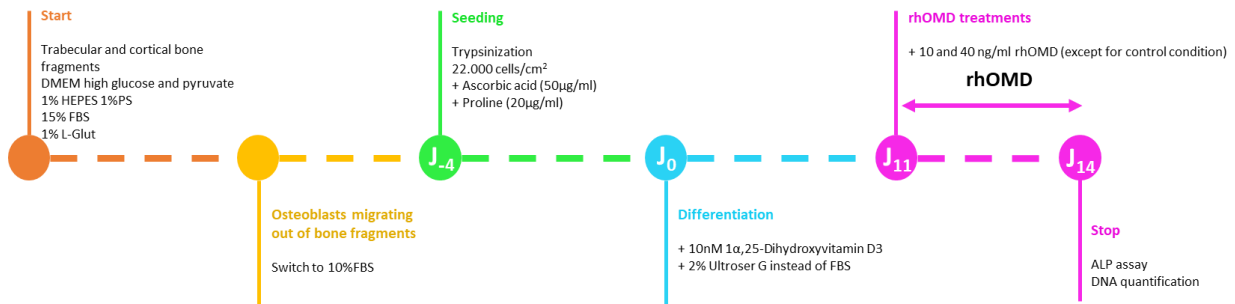 Start
Trabecular and cortical bone
fragments
DMEM high glucose and pyruvate
1% HEPES 1%PS
15% FBS
1% L-Glut
Osteoblasts migrating
out of bone fragments
Switch to 10%FBS
Seeding
Trypsinization
22.000 cells/cm²
+ Ascorbic acid (50µg/ml)
+ Proline (20µg/ml)
J-4
J0
Differentiation
+ 10nM 1α,25-Dihydroxyvitamin D3
+ 2% Ultroser G instead of FBS
rhOMD treatments
+ 10 and 40 ng/ml rhOMD (except for control condition)
rhOMD
J11
J14
Stop
ALP assay
DNA quantification